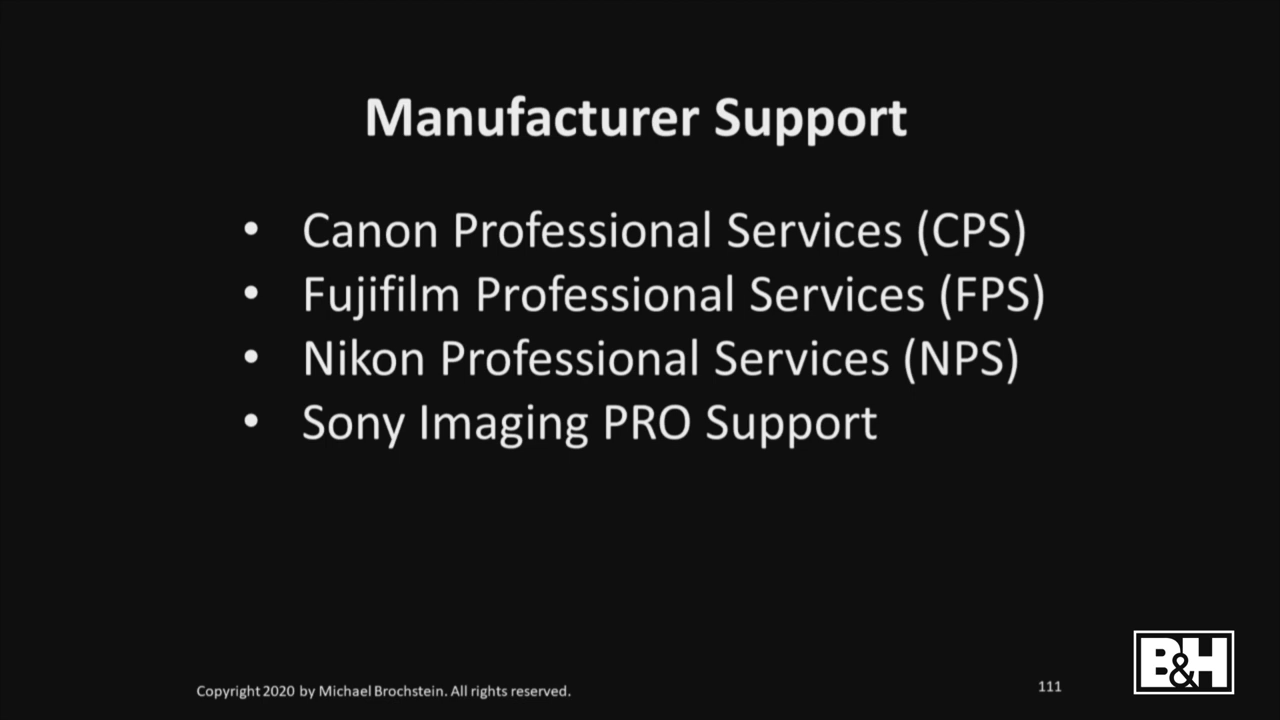 Manufacturer Support
• Canon Professional Services (CPS)
• Fujifilm Professional Services (FPS)
• Nikon Professional Services (NPS)
• Sony Imaging PRO Support
Copyright 2020 by Michael Brochstein. All rights reserved.
111
B&H